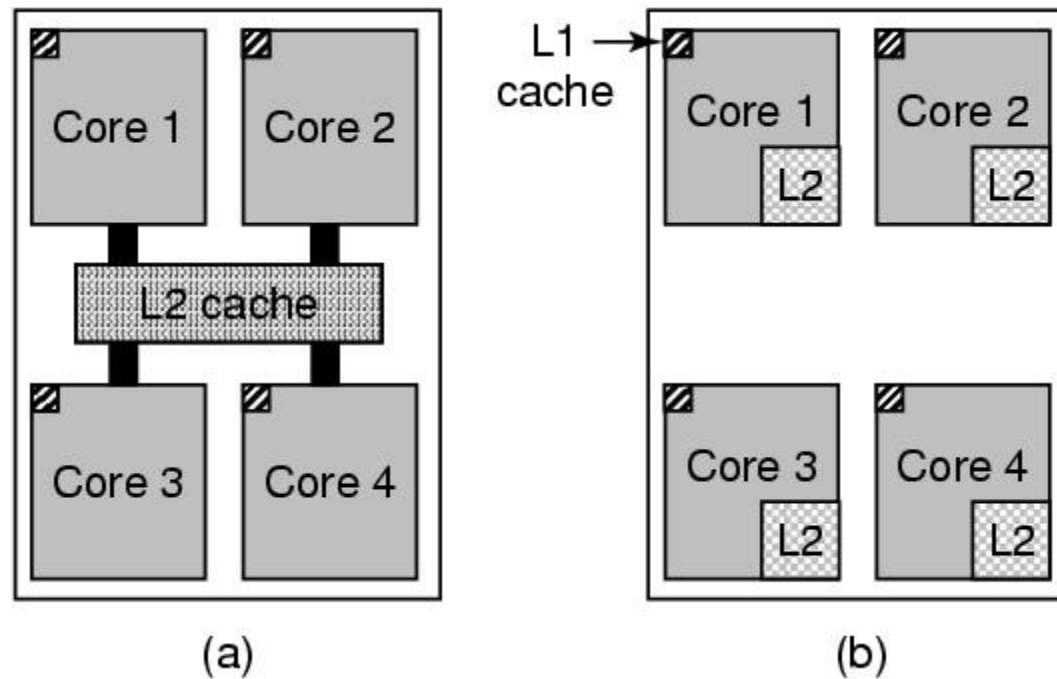 Core 1
Core 2
L2 cache
Core 3
Core 4
(a)
L1
cache
Core 1
L2
Core 2
L2
Core 3
L2
Core 4
L2
(b)